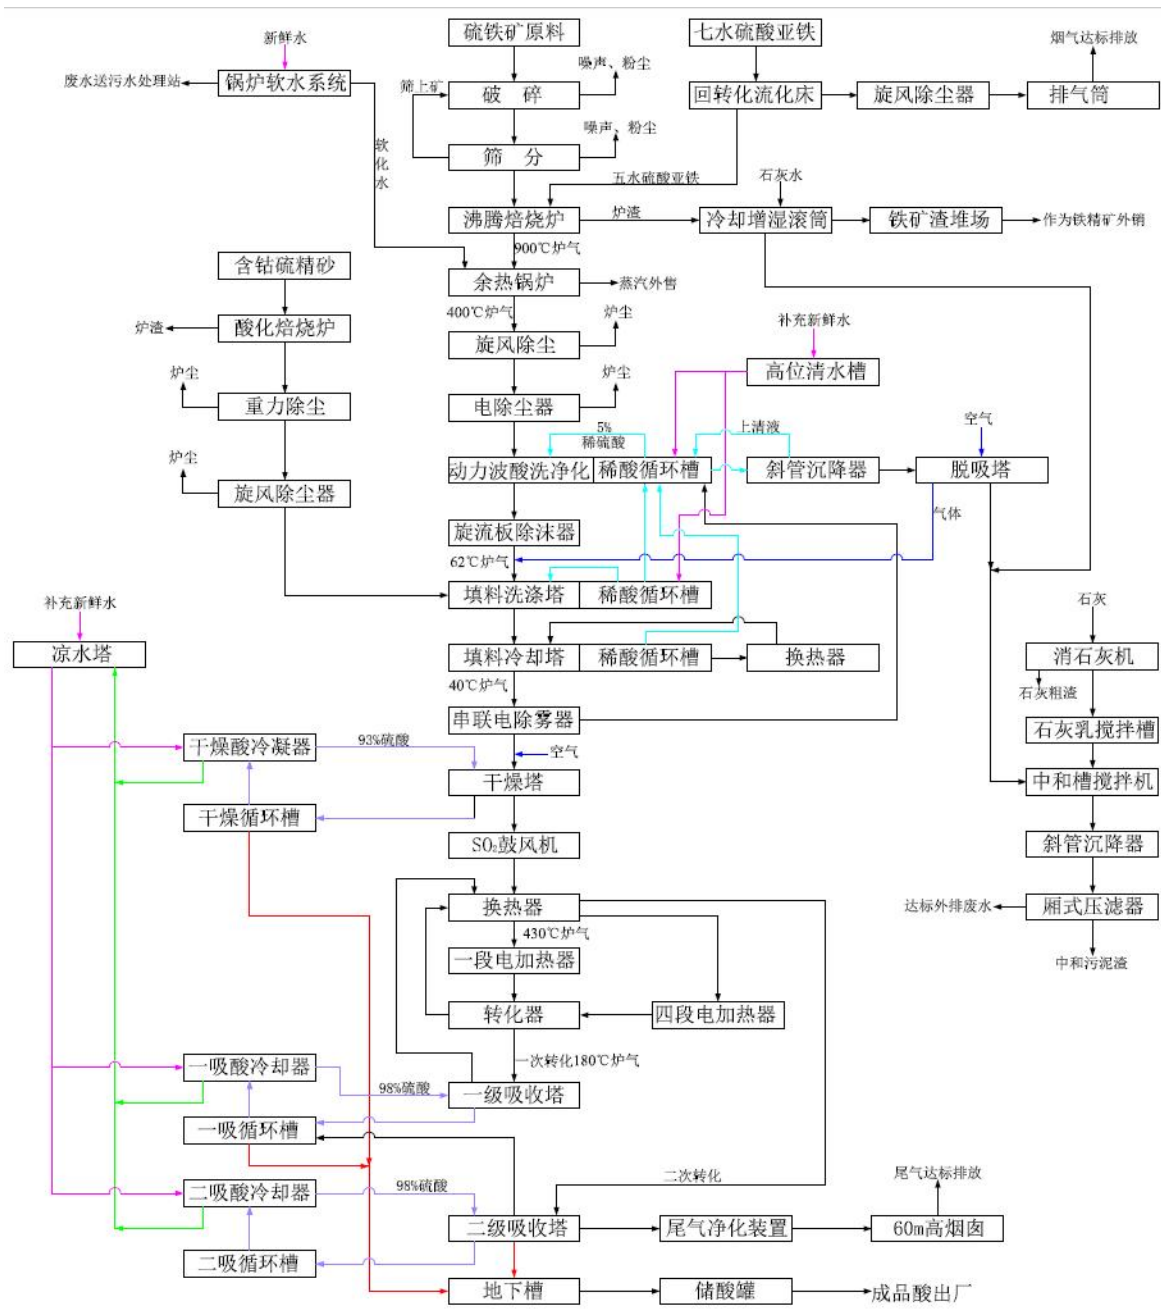 硫铁矿原料
七水硫酸亚铁
烟气达标排放
新鲜水
噪声、粉尘
废水送污水处理站
锅炉软水系统
筛上矿
破 碎
回转化流化床
旋风除尘器
排气筒
噪声、粉尘
软化水
筛 分
五水硫酸亚铁
石灰水
沸腾焙烧炉
炉渣
冷却增湿滚筒
铁矿渣堆场
作为铁精矿外销
900℃炉气
含钴硫精砂
余热锅炉
蒸汽外售
400℃炉气
炉尘
补充新鲜水
炉渣
酸化焙烧炉
旋风除尘
炉尘
炉尘
高位清水槽
重力除尘
电除尘器
5%
稀硫酸
上清液
空气
炉尘
动力波酸洗净化
稀酸循环槽
斜管沉降器
脱吸塔
旋风除尘器
气体
旋流板除沫器
62℃炉气
填料洗涤塔
稀酸循环槽
补充新鲜水
石灰
凉水塔
填料冷却塔
稀酸循环槽
换热器
消石灰机
40℃炉气
石灰粗渣
串联电除雾器
石灰乳搅拌槽
干燥酸冷凝器
93%硫酸
空气
干燥塔
中和槽搅拌机
干燥循环槽
SO₂鼓风机
斜管沉降器
换热器
达标外排废水
厢式压滤器
430℃炉气
一段电加热器
中和污泥渣
转化器
四段电加热器
一次转化180℃炉气
一吸酸冷却器
98%硫酸
一级吸收塔
一吸循环槽
二次转化
尾气达标排放
二吸酸冷却器
98%硫酸
二级吸收塔
尾气净化装置
60m高烟囱
二吸循环槽
地下槽
储酸罐
成品酸出厂